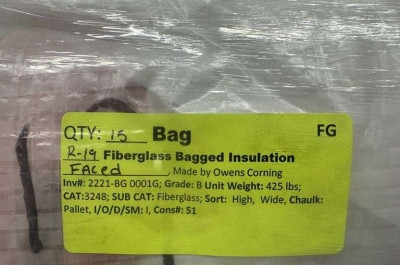 QTY: 15 Bag FG
R-19 Fiberglass Bagged Insulation
Faced, Made by Owens Corning
Inv#: 2221-BG 0001G; Grade: B Unit Weight: 425 lbs;
CAT:3248; SUB CAT: Fiberglass; Sort: High, Wide, Chaulk:
Pallet, I/O/D/SM: I, Cons#: 51